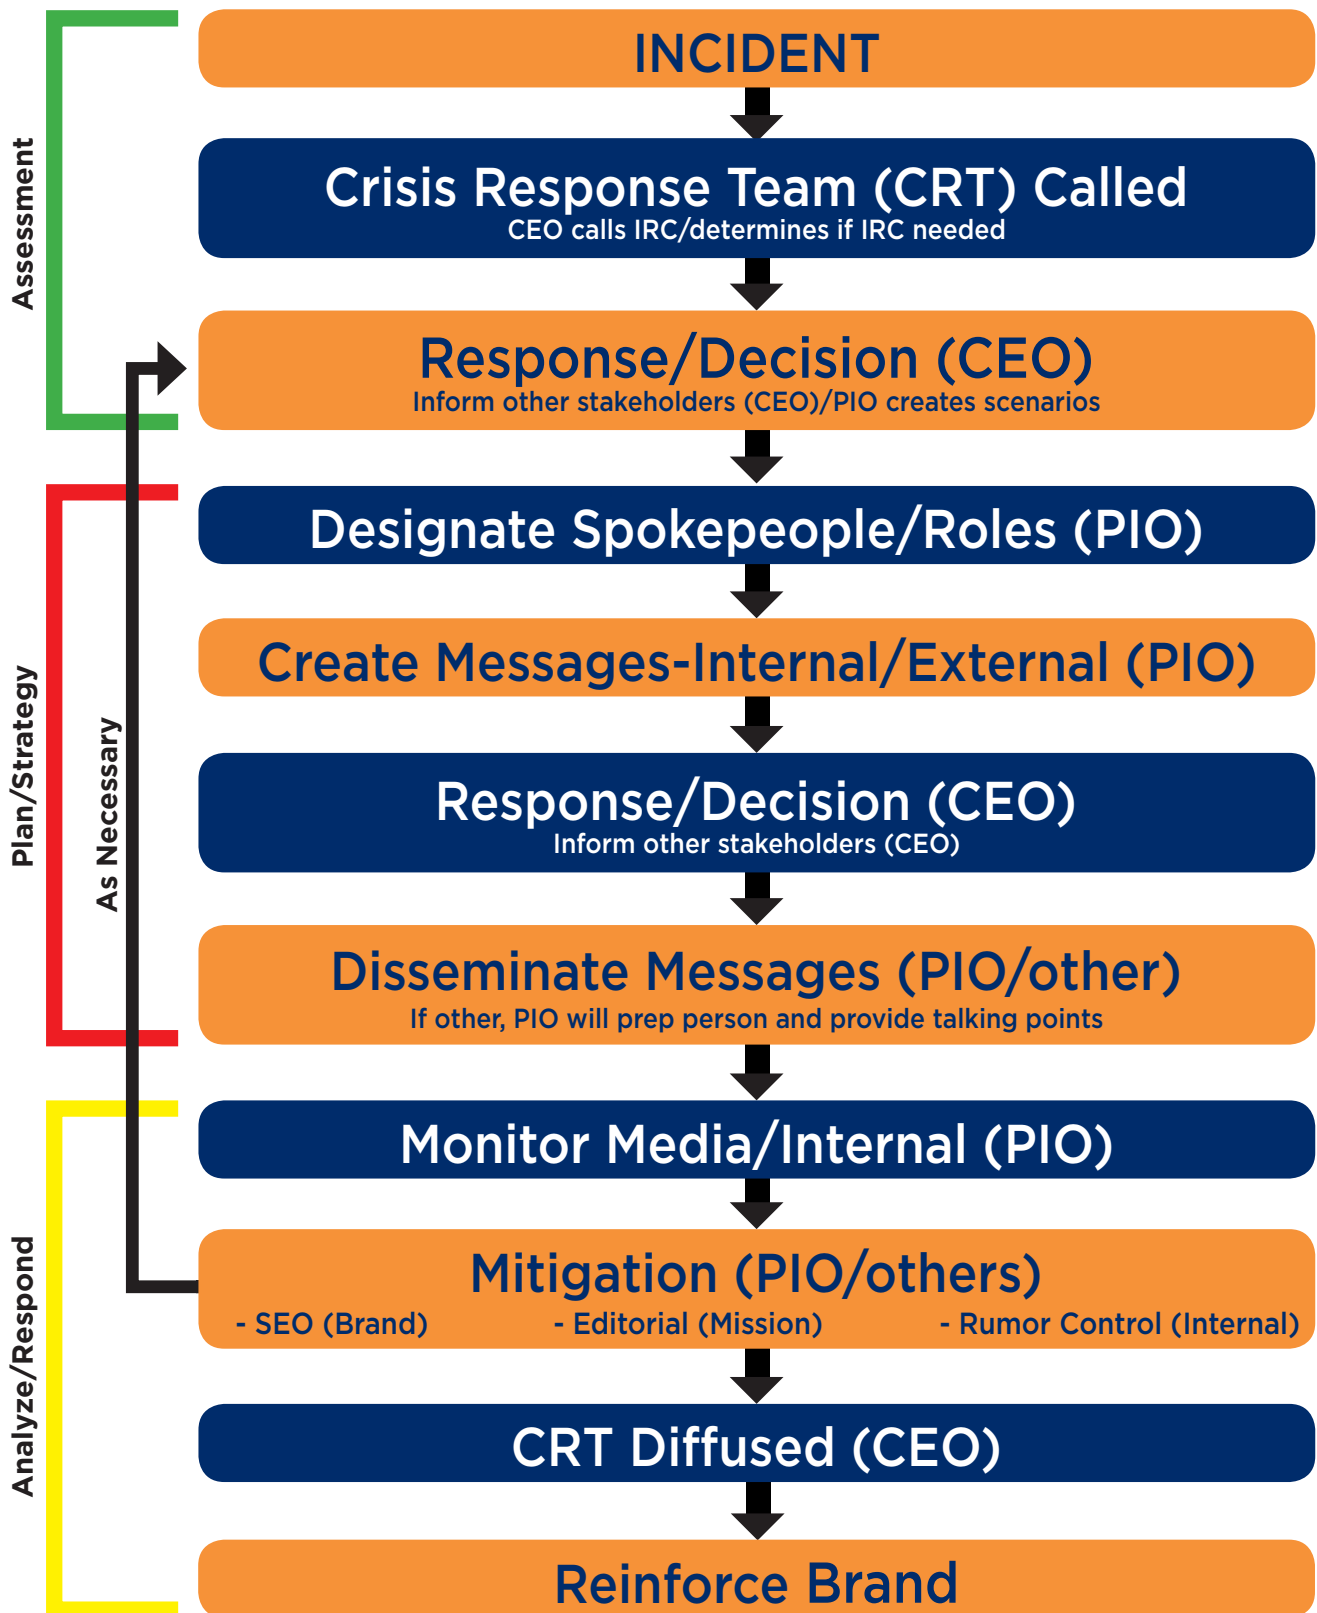 INCIDENT
Crisis Response Team (CRT) Called
CEO calls IRC/determines if IRC needed
Response/Decision (CEO)
Inform other stakeholders (CEO)/PIO creates scenarios
Assessment
Designate Spokepeople/Roles (PIO)
Create Messages-Internal/External (PIO)
Response/Decision (CEO)
Inform other stakeholders (CEO)
Disseminate Messages (PIO/other)
If other, PIO will prep person and provide talking points
Plan/Strategy
As Necessary
Monitor Media/Internal (PIO)
Mitigation (PIO/others)
- SEO (Brand) - Editorial (Mission) - Rumor Control (Internal)
CRT Diffused (CEO)
Reinforce Brand
Analyze/Respond